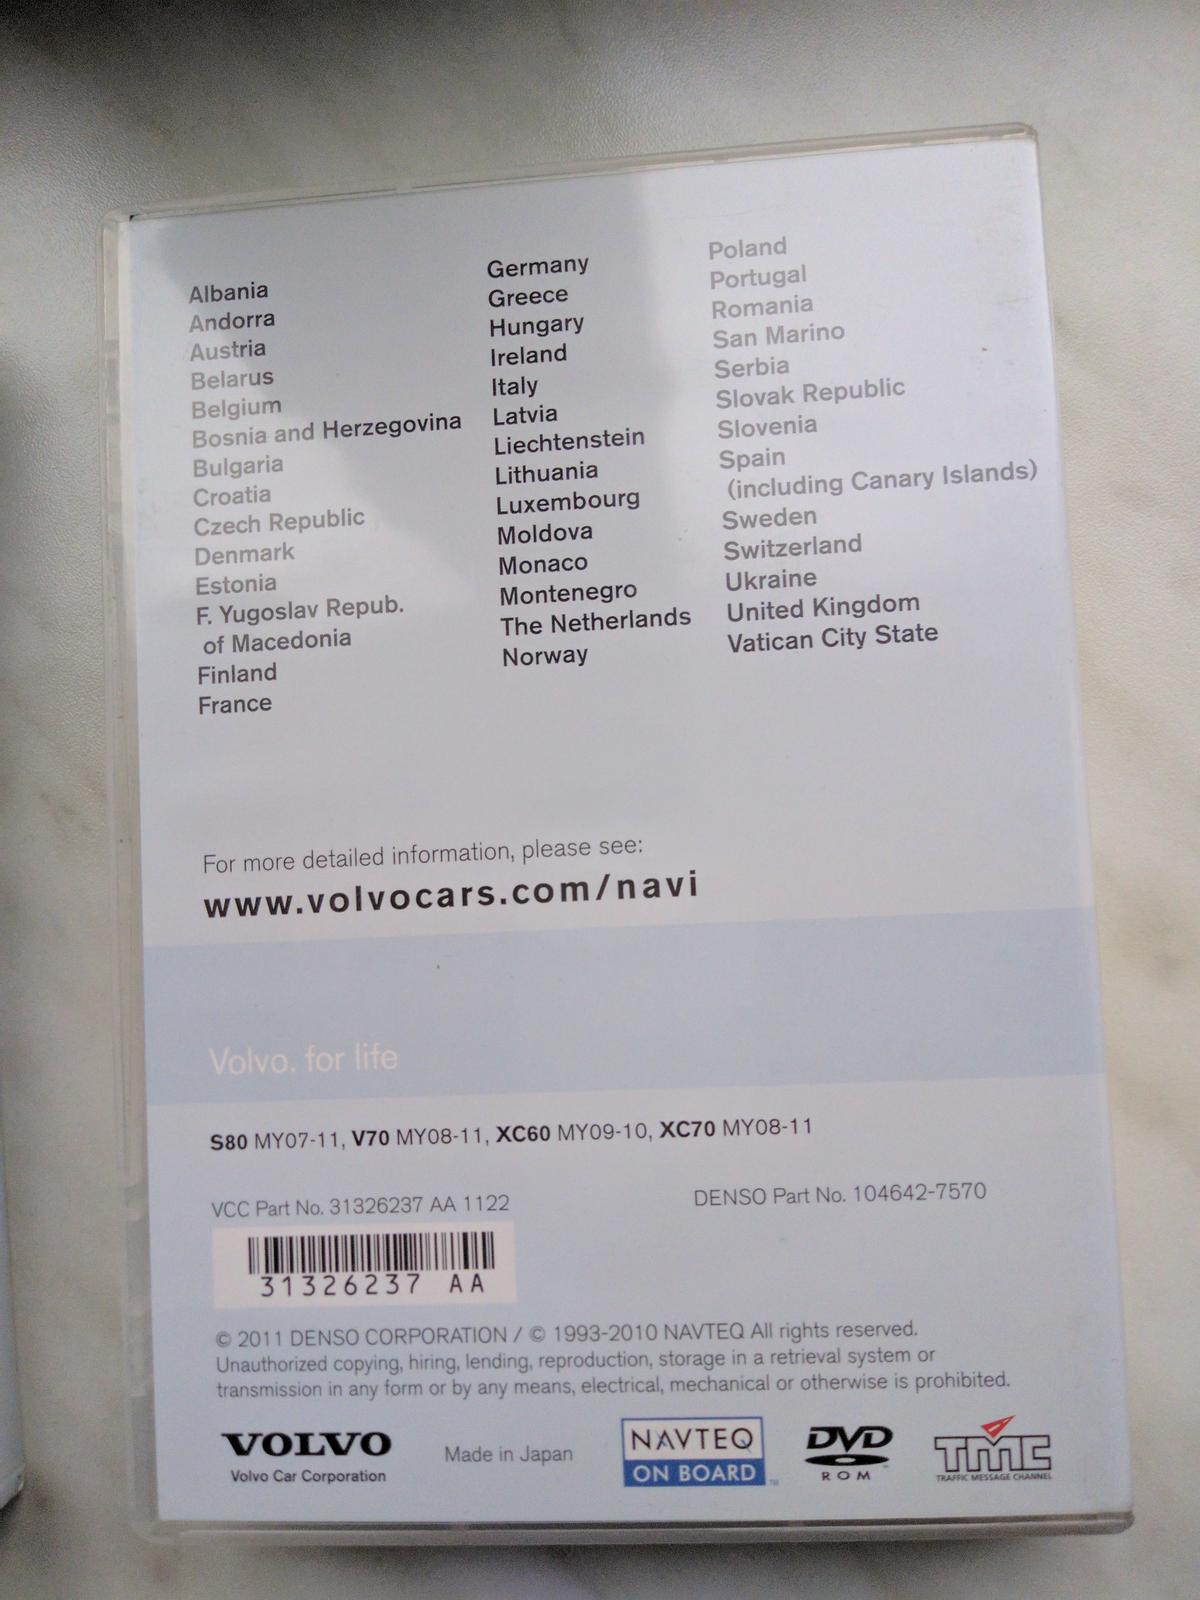 Albania
Andorra
Austria
Belarus
Belgium
Bosnia and Herzegovina
Bulgaria
Croatia
Czech Republic
Denmark
Estonia
F. Yugoslav Repub.
of Macedonia
Finland
France
Germany
Greece
Hungary
Ireland
Italy
Latvia
Liechtenstein
Lithuania
Luxembourg
Moldova
Monaco
Montenegro
The Netherlands
Norway
Poland
Portugal
Romania
San Marino
Serbia
Slovak Republic
Slovenia
Spain
(including Canary Islands)
Sweden
Switzerland
Ukraine
United Kingdom
Vatican City State
For more detailed information, please see:
www.volvocars.com/navi
Volvo. for life
S80 MY07-11, V70 MY08-11, XC60 MY09-10, XC70 MY08-11
VCC Part No. 31326237 AA 1122
DENSO Part No. 104642-7570
31326237 AA
© 2011 DENSO CORPORATION / © 1993-2010 NAVTEQ All rights reserved.
Unauthorized copying, hiring, lending, reproduction, storage in a retrieval system or
transmission in any form or by any means, electrical, mechanical or otherwise is prohibited.
VOLVO
Volvo Car Corporation
Made in Japan
NAVTEQ
ON BOARD™
DVD
ROM
TMC
TRAFFIC MESSAGE CHANNEL